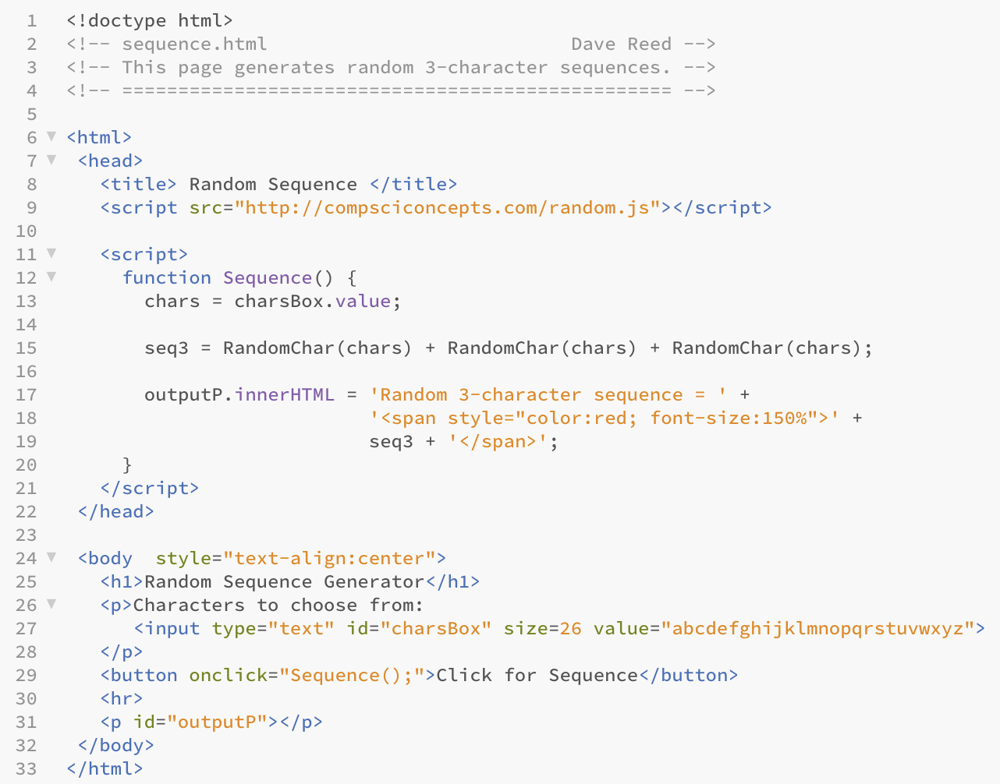 1 <!doctype html>
2 <!-- sequence.html                           Dave Reed -->
3 <!-- This page generates random 3-character sequences. -->
4 <!-- ================================================= -->
5
6 ▼ <html>
7 ▼  <head>
8      <title> Random Sequence </title>
9      <script src="http://compsciconcepts.com/random.js"></script>
10
11 ▼    <script>
12 ▼      function Sequence() {
13         chars = charsBox.value;
14
15         seq3 = RandomChar(chars) + RandomChar(chars) + RandomChar(chars);
16
17         outputP.innerHTML = 'Random 3-character sequence = ' +
18                             '<span style="color:red; font-size:150%">' +
19                             seq3 + '</span>';
20       }
21     </script>
22   </head>
23
24 ▼  <body  style="text-align:center">
25     <h1>Random Sequence Generator</h1>
26 ▼    <p>Characters to choose from:
27        <input type="text" id="charsBox" size=26 value="abcdefghijklmnopqrstuvwxyz">
28     </p>
29     <button onclick="Sequence();">Click for Sequence</button>
30     <hr>
31     <p id="outputP"></p>
32   </body>
33 </html>